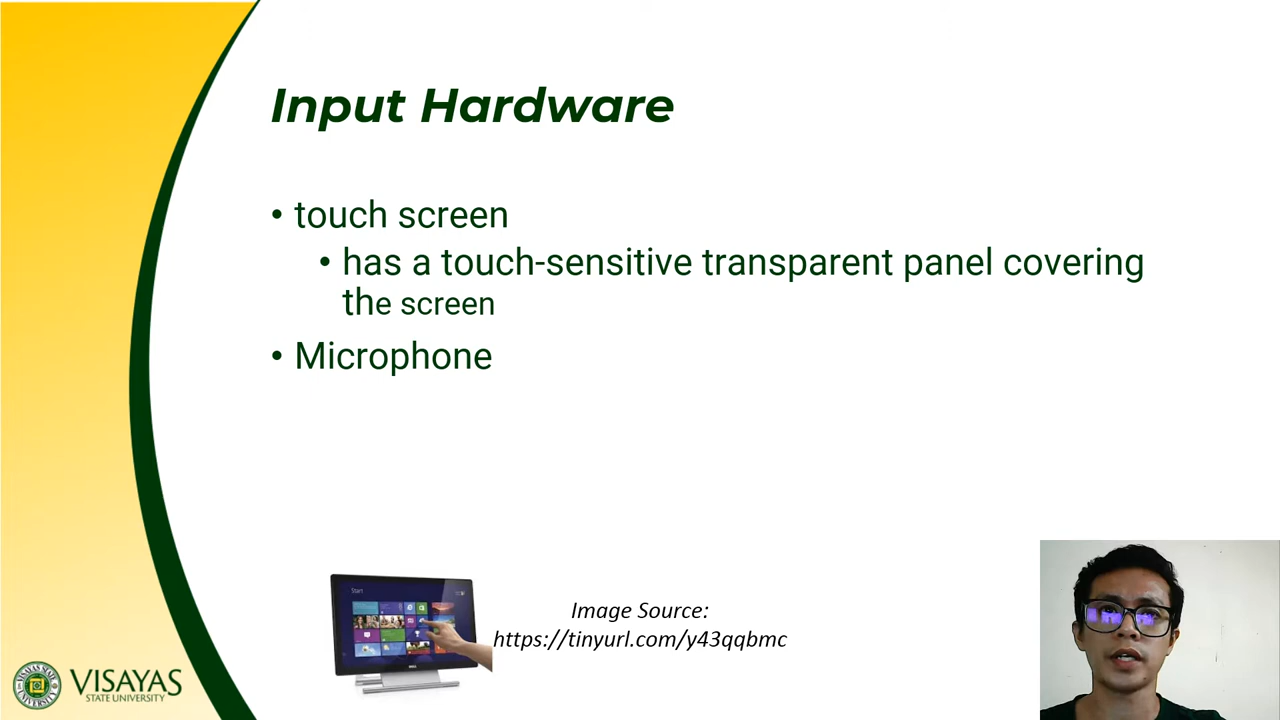 Input Hardware
• touch screen
• has a touch-sensitive transparent panel covering
the screen
• Microphone
Start
Image Source:
https://tinyurl.com/y43qqbmc
VISAYAS
STATE UNIVERSITY